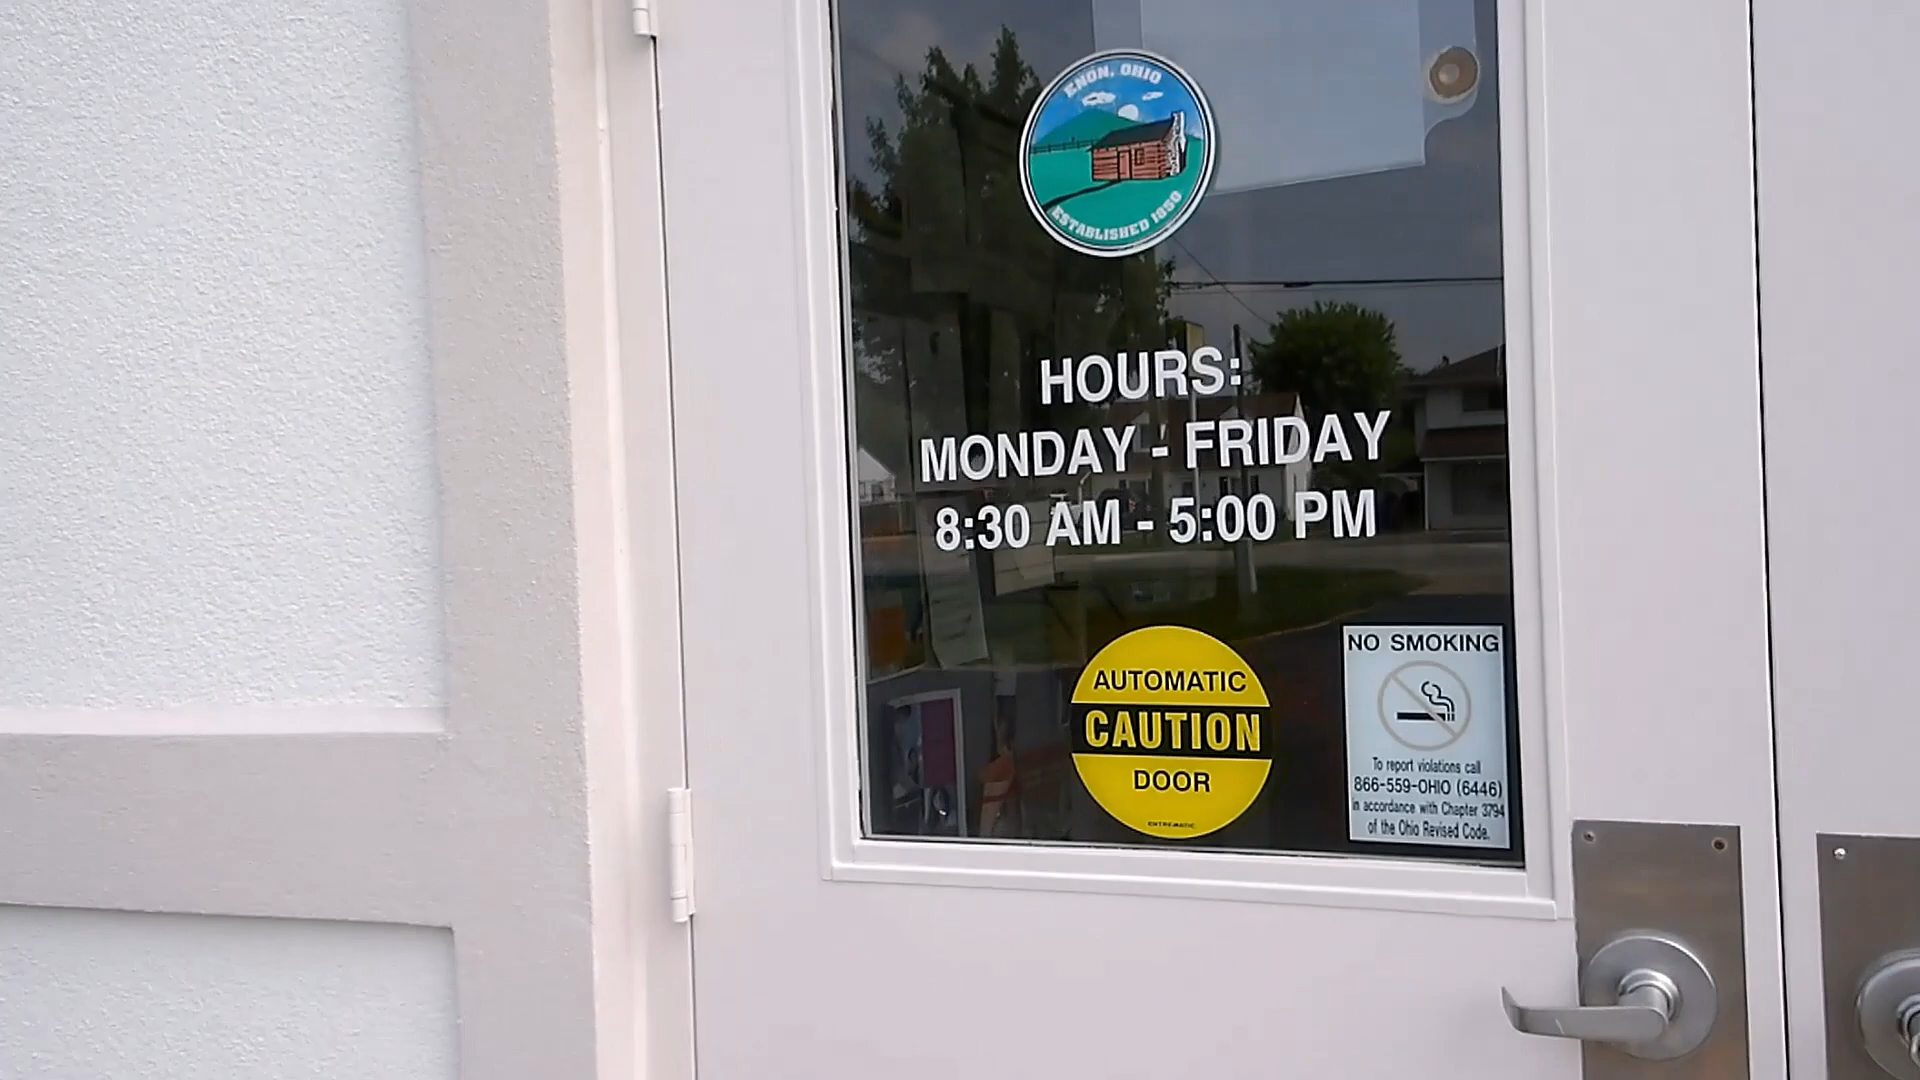 ENON, OHIO
ESTABLISHED 1850
HOURS:
MONDAY - FRIDAY
8:30 AM - 5:00 PM
AUTOMATIC
CAUTION
DOOR
ENTREMATIC
NO SMOKING
To report violations call
866-559-OHIO (6446)
in accordance with Chapter 3794
of the Ohio Revised Code.